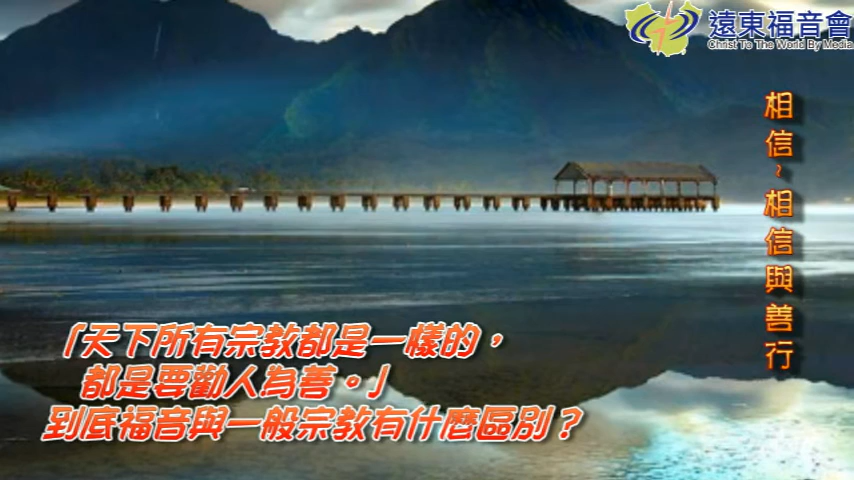 遠東福音會
Christ To The World By Media
相信~相信與善行
「天下所有宗教都是一樣的，
都是要勸人為善。」
到底福音與一般宗教有什麼區別？